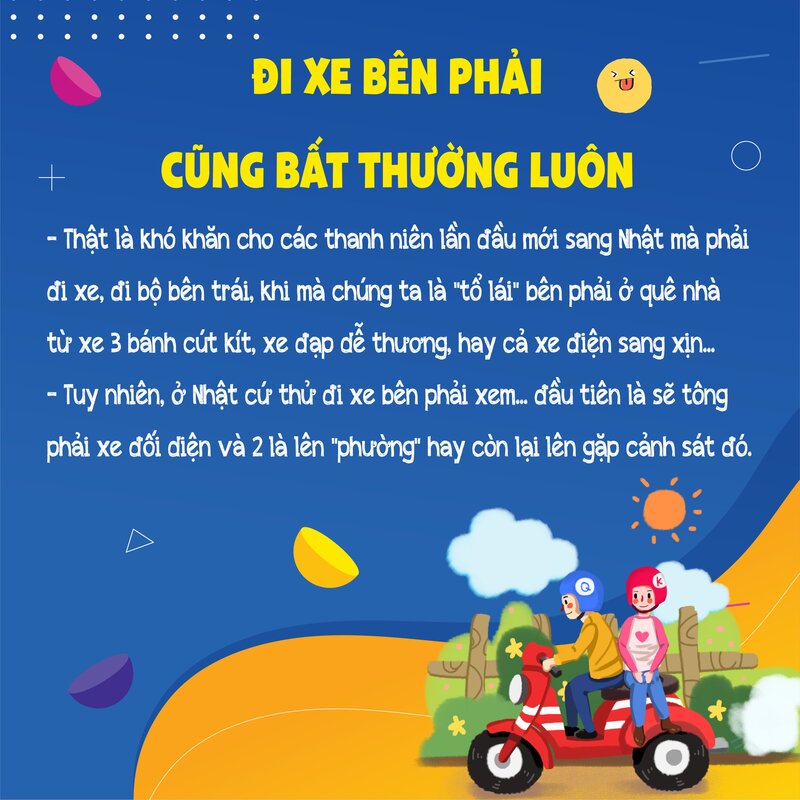 ĐI XE BÊN PHẢI
CŨNG BẤT THƯỜNG LUÔN
- Thật là khó khăn cho các thanh niên lần đầu mới sang Nhật mà phải
đi xe, đi bộ bên trái, khi mà chúng ta là "tổ lái" bên phải ở quê nhà
từ xe 3 bánh cút kít, xe đạp dễ thương, hay cả xe điện sang xịn...
- Tuy nhiên, ở Nhật cứ thử đi xe bên phải xem... đầu tiên là sẽ tông
phải xe đối diện và 2 là lên "phường" hay còn lại lên gặp cảnh sát đó.
Q
k